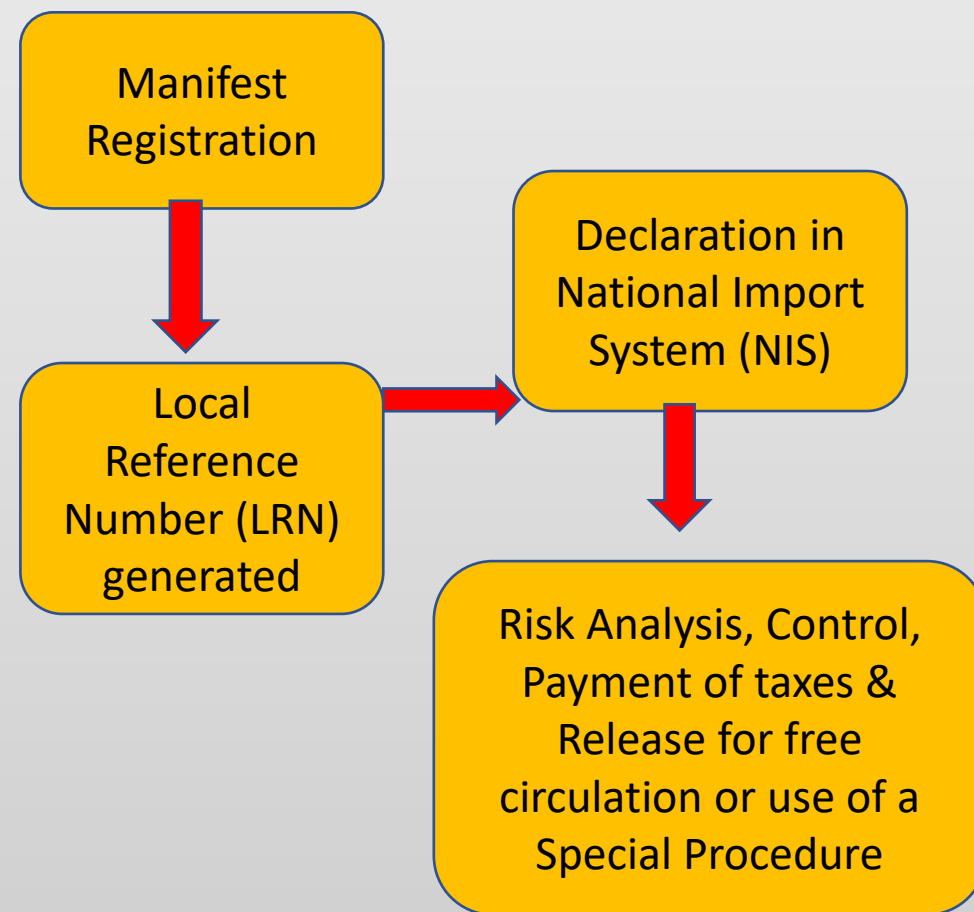 Manifest
Registration
Local
Reference
Number (LRN)
generated
Declaration in
National Import
System (NIS)
Risk Analysis, Control,
Payment of taxes &
Release for free
circulation or use of a
Special Procedure